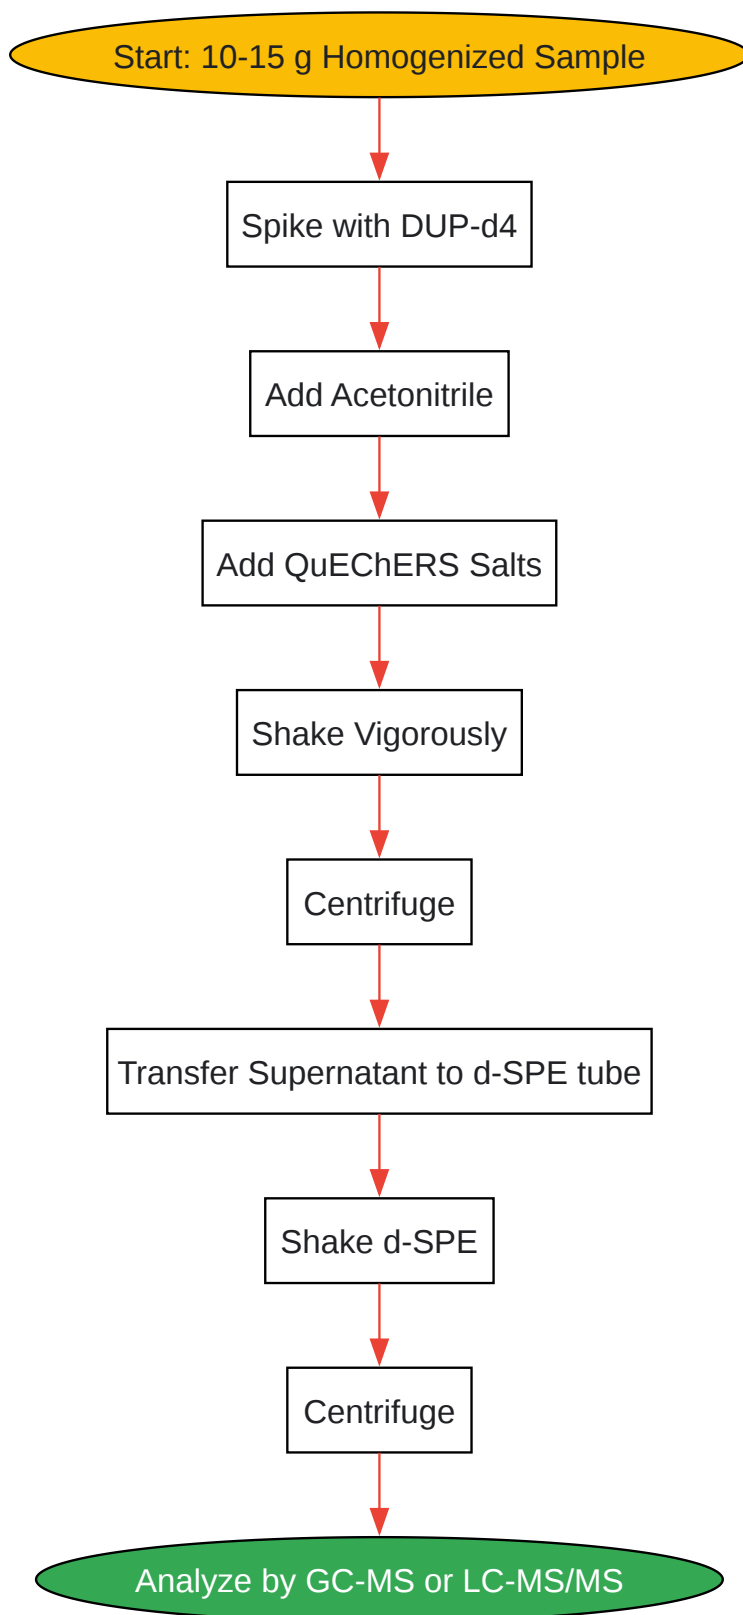 Start: 10-15 g Homogenized Sample
Spike with DUP-d4
Add Acetonitrile
Add QuEChERS Salts
Shake Vigorously
Centrifuge
Transfer Supernatant to d-SPE tube
Shake d-SPE
Centrifuge
Analyze by GC-MS or LC-MS/MS